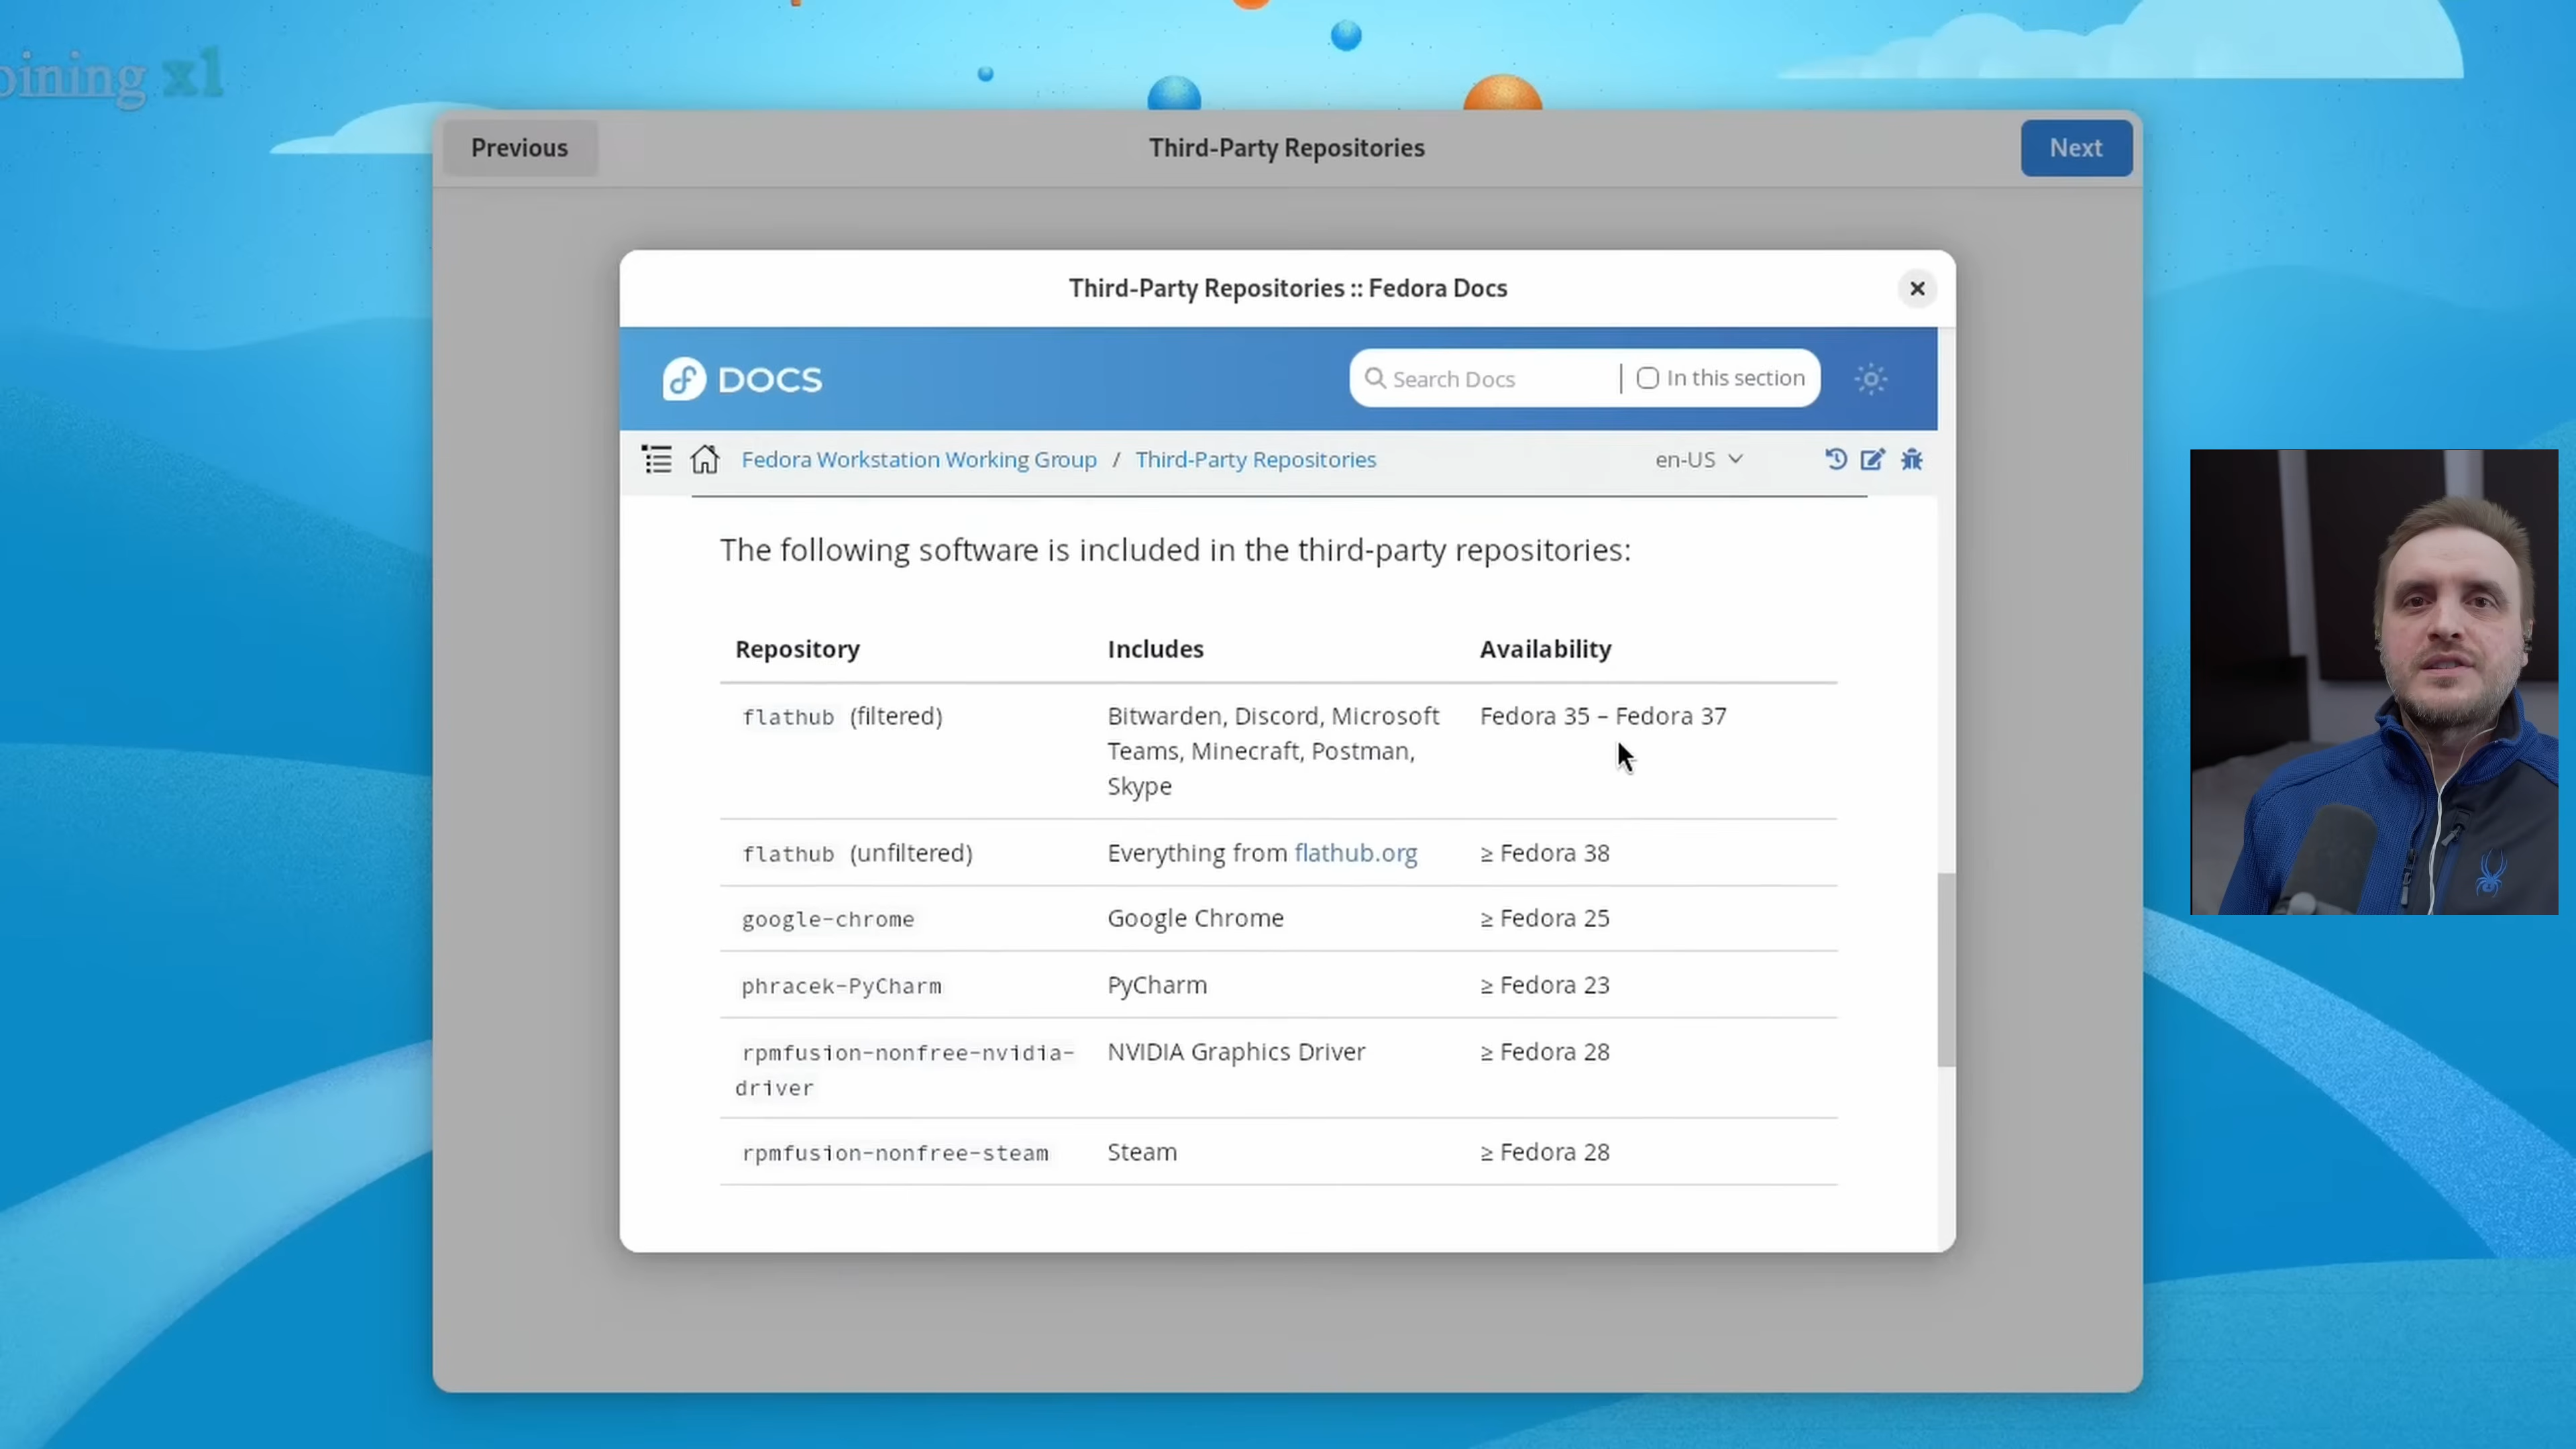 x1
Previous
Third-Party Repositories
Next
Third-Party Repositories :: Fedora Docs
DOCS
Search Docs
In this section
Fedora Workstation Working Group / Third-Party Repositories
en-US
The following software is included in the third-party repositories:
Repository Includes Availability
flathub (filtered) Bitwarden, Discord, Microsoft Fedora 35 – Fedora 37
Teams, Minecraft, Postman,
Skype
flathub (unfiltered) Everything from flathub.org ≥ Fedora 38
google-chrome Google Chrome ≥ Fedora 25
phracek-PyCharm PyCharm ≥ Fedora 23
rpmfusion-nonfree-nvidia- NVIDIA Graphics Driver ≥ Fedora 28
driver
rpmfusion-nonfree-steam Steam ≥ Fedora 28